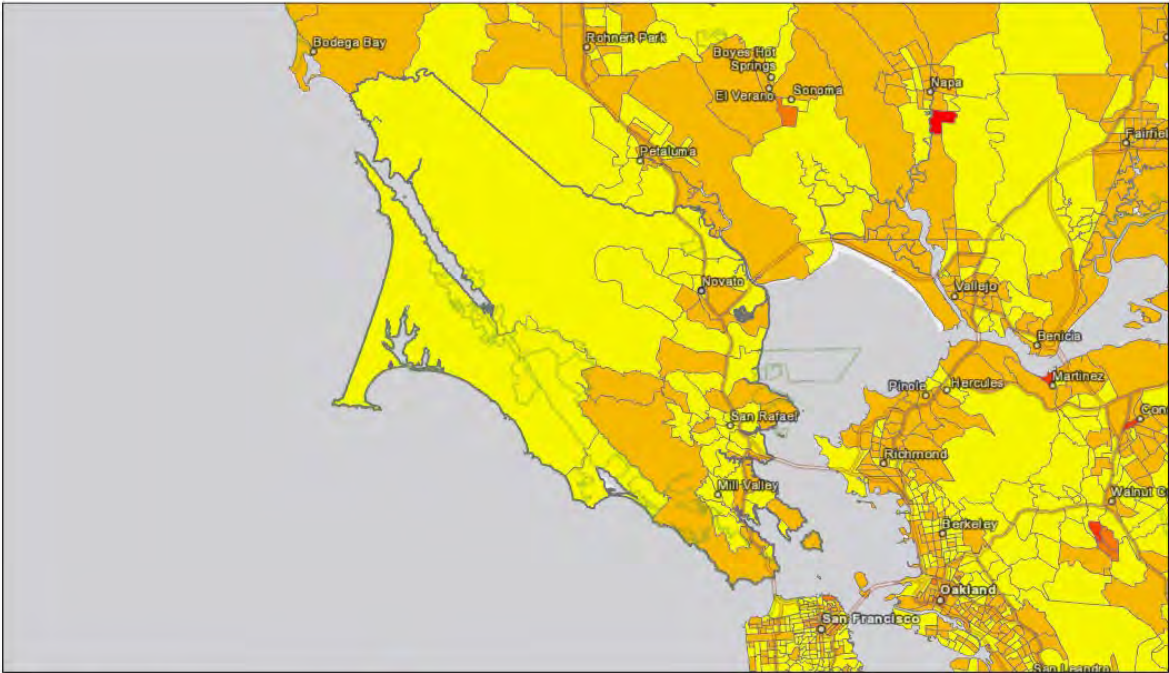 Bodega Bay
Rohnert Park
Boyes Hot
Springs
El Verano
Sonoma
Napa
Fairfie
Petaluma
Novato
Vallejo
Benicia
Pinole
Hercules
Martinez
Con
San Rafael
Richmond
Mill Valley
Walnut C
Berkeley
Oakland
San Francisco
San Leandro